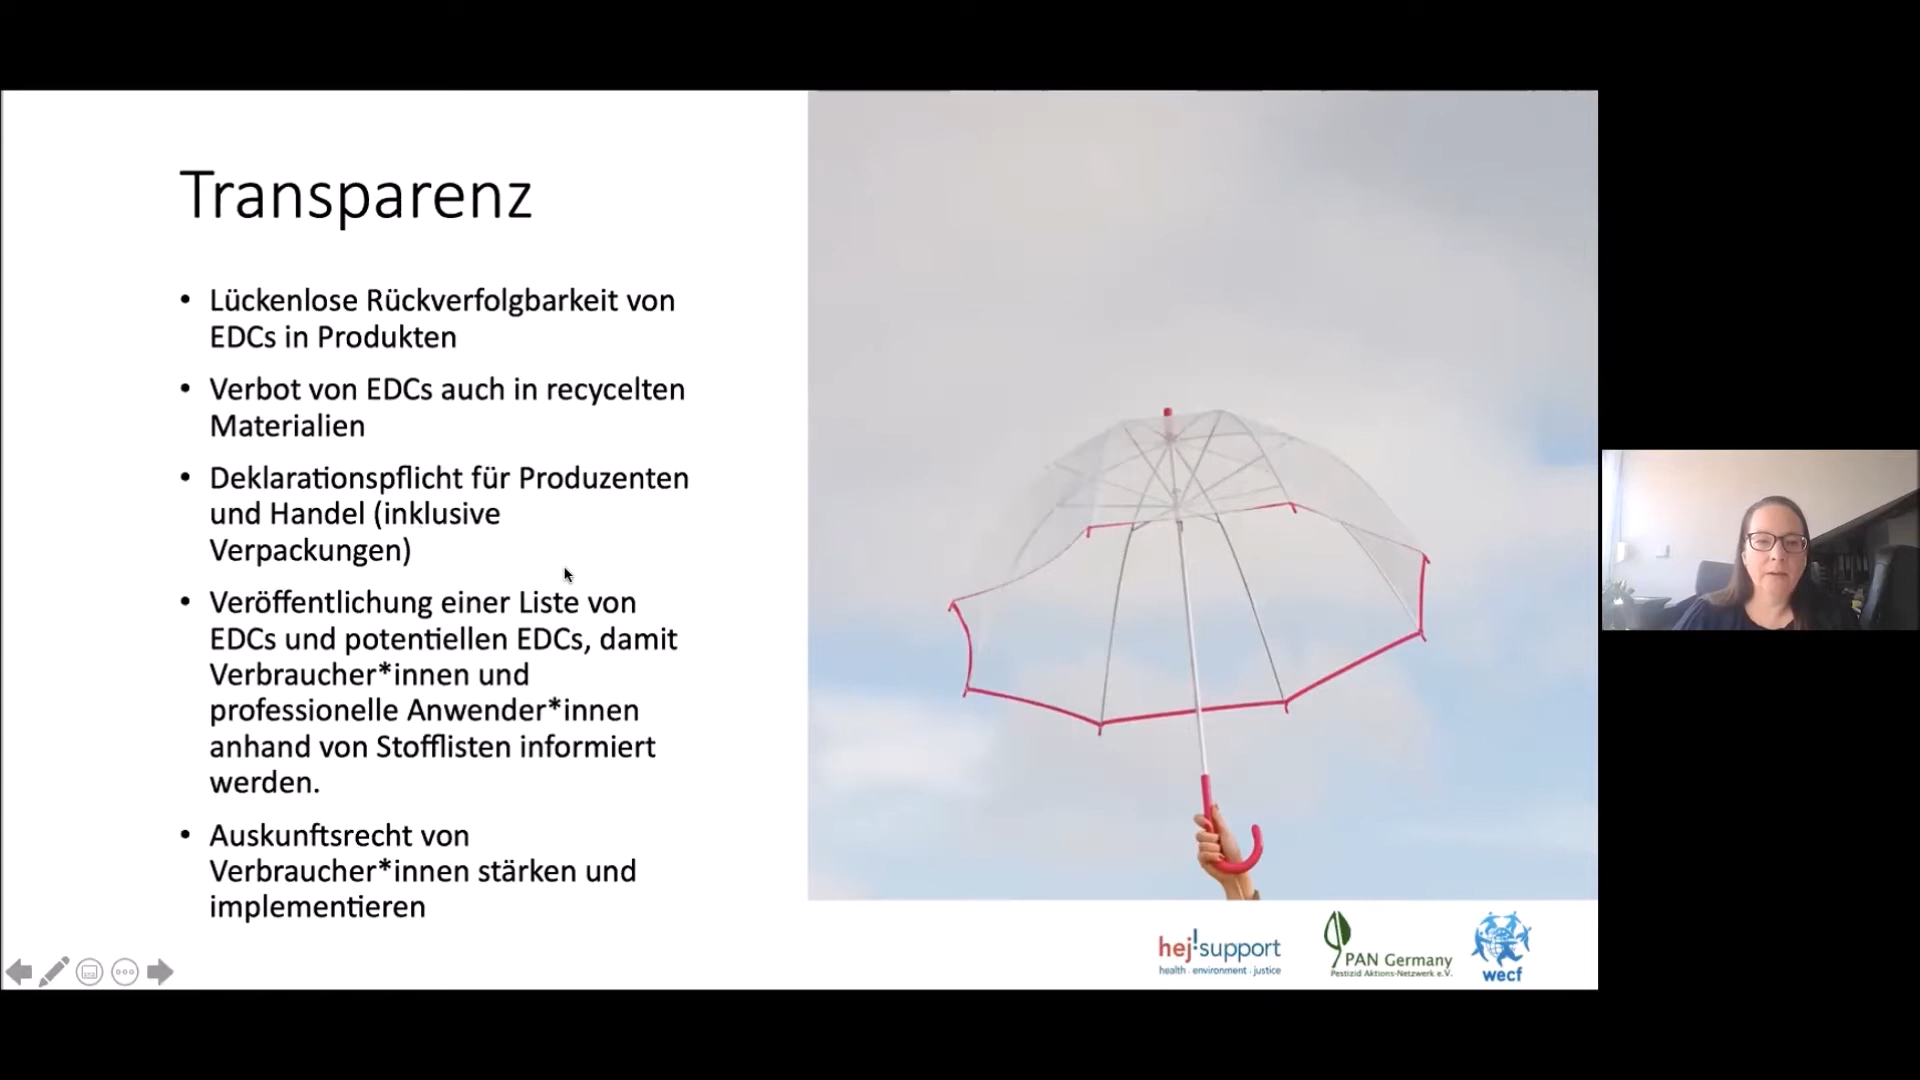 Transparenz
• Lückenlose Rückverfolgbarkeit von
EDCs in Produkten
• Verbot von EDCs auch in recycelten
Materialien
• Deklarationspflicht für Produzenten
und Handel (inklusive
Verpackungen)
• Veröffentlichung einer Liste von
EDCs und potentiellen EDCs, damit
Verbraucher*innen und
professionelle Anwender*innen
anhand von Stofflisten informiert
werden.
• Auskunftsrecht von
Verbraucher*innen stärken und
implementieren
hej!support
health . environment . justice
PAN Germany
Pestizid Aktions-Netzwerk e.V.
wecf